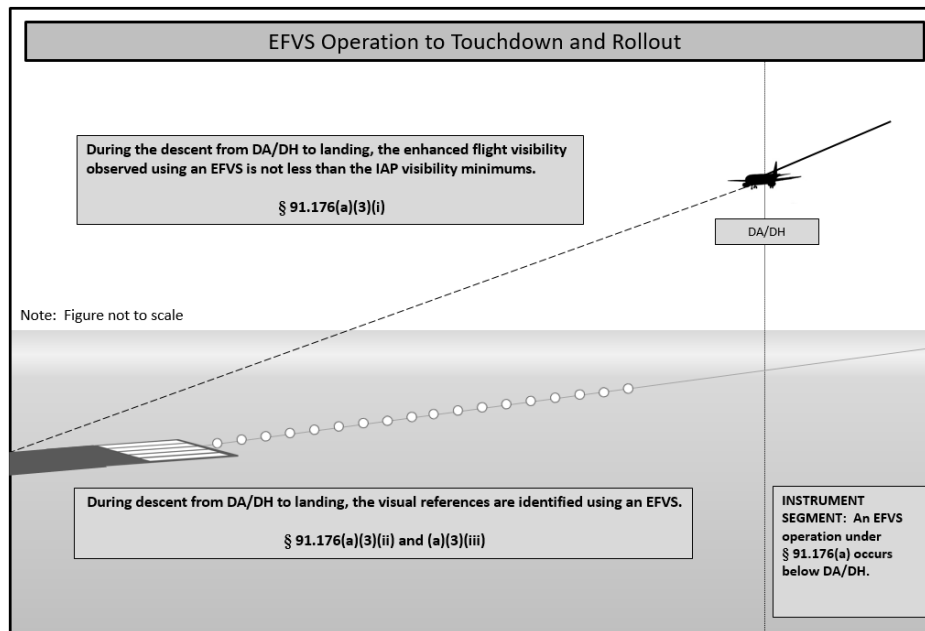 EFVS Operation to Touchdown and Rollout
During the descent from DA/DH to landing, the enhanced flight visibility
observed using an EFVS is not less than the IAP visibility minimums.
§ 91.176(a)(3)(i)
DA/DH
Note:  Figure not to scale
During descent from DA/DH to landing, the visual references are identified using an EFVS.
§ 91.176(a)(3)(ii) and (a)(3)(iii)
INSTRUMENT
SEGMENT:  An EFVS
operation under
§ 91.176(a) occurs
below DA/DH.